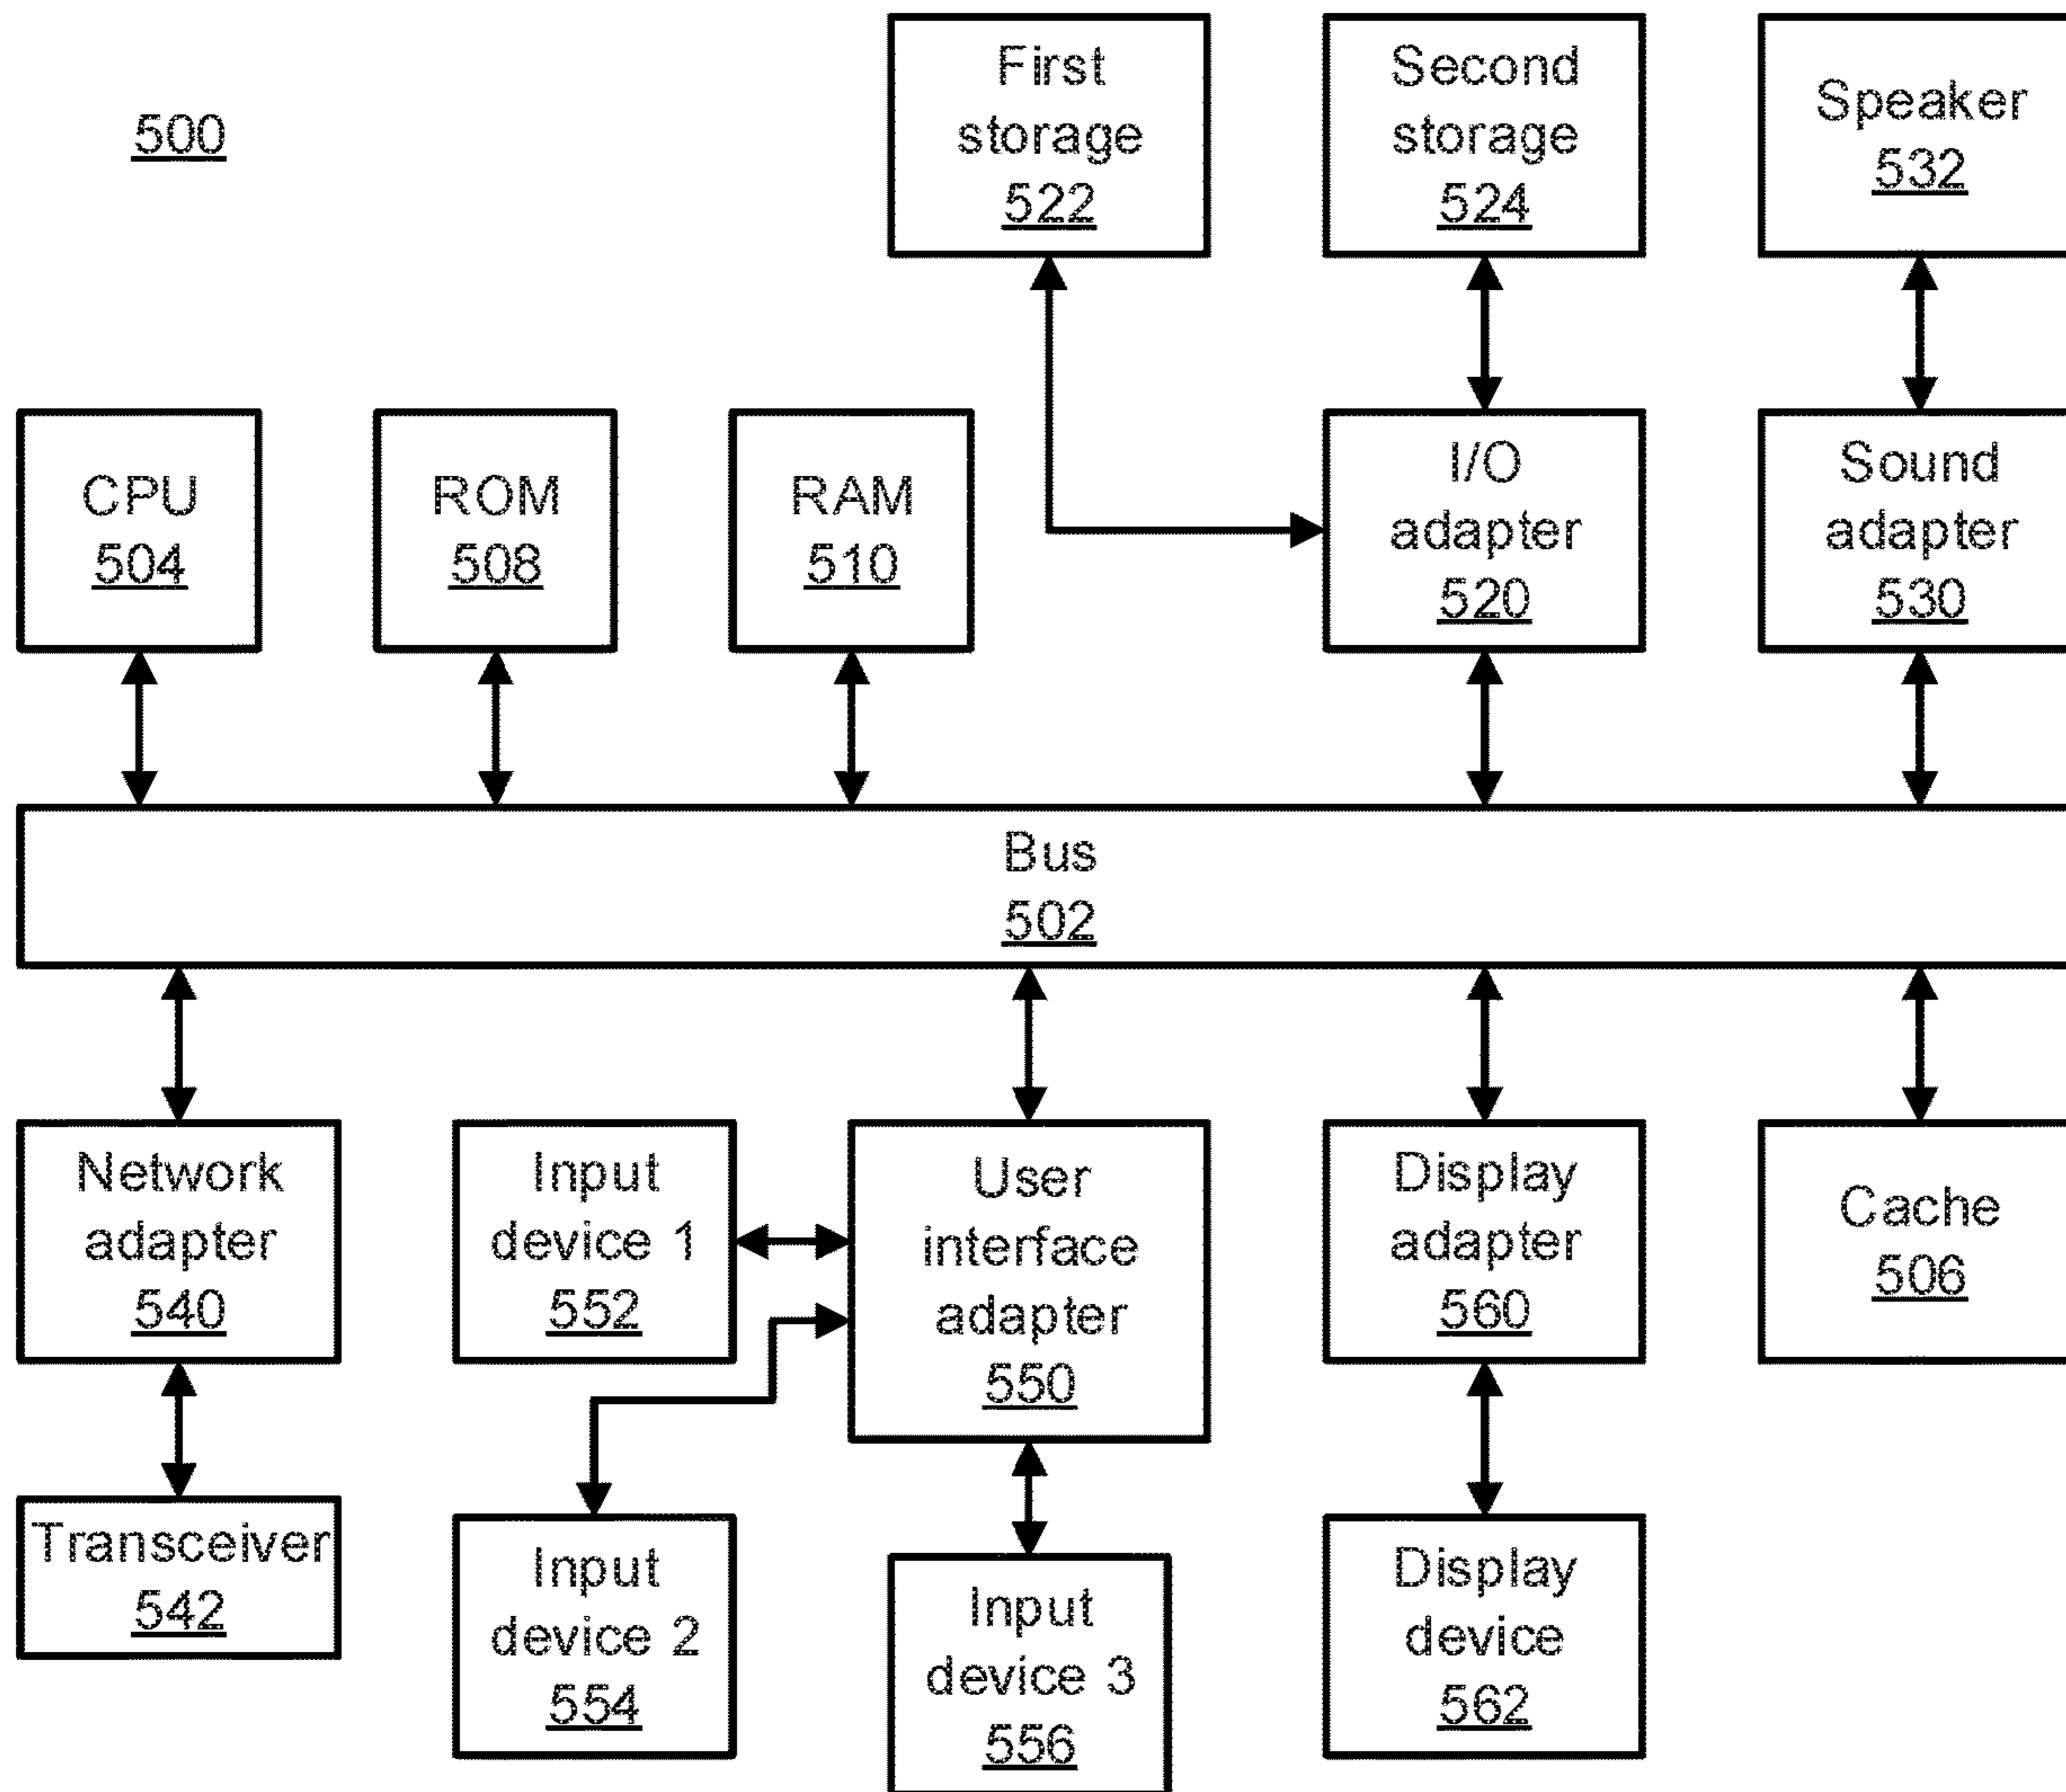 500
First
storage
522
Second
storage
524
Speaker
532
CPU
504
ROM
508
RAM
510
I/O
adapter
520
Sound
adapter
530
Bus
502
Network
adapter
540
Input
device 1
552
User
interface
adapter
550
Display
adapter
560
Cache
506
Transceiver
542
Input
device 2
554
Input
device 3
556
Display
device
562